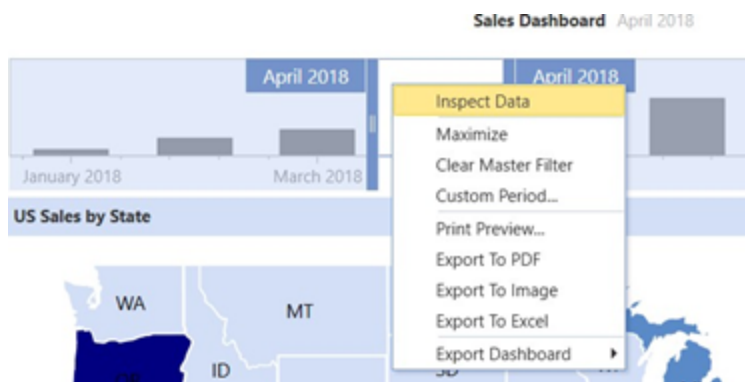 Sales Dashboard April 2018
April 2018
April 2018
January 2018
March 2018
Inspect Data
Maximize
Clear Master Filter
Custom Period...
Print Preview...
Export To PDF
Export To Image
Export To Excel
Export Dashboard
US Sales by State
WA
MT
OR
ID
SD